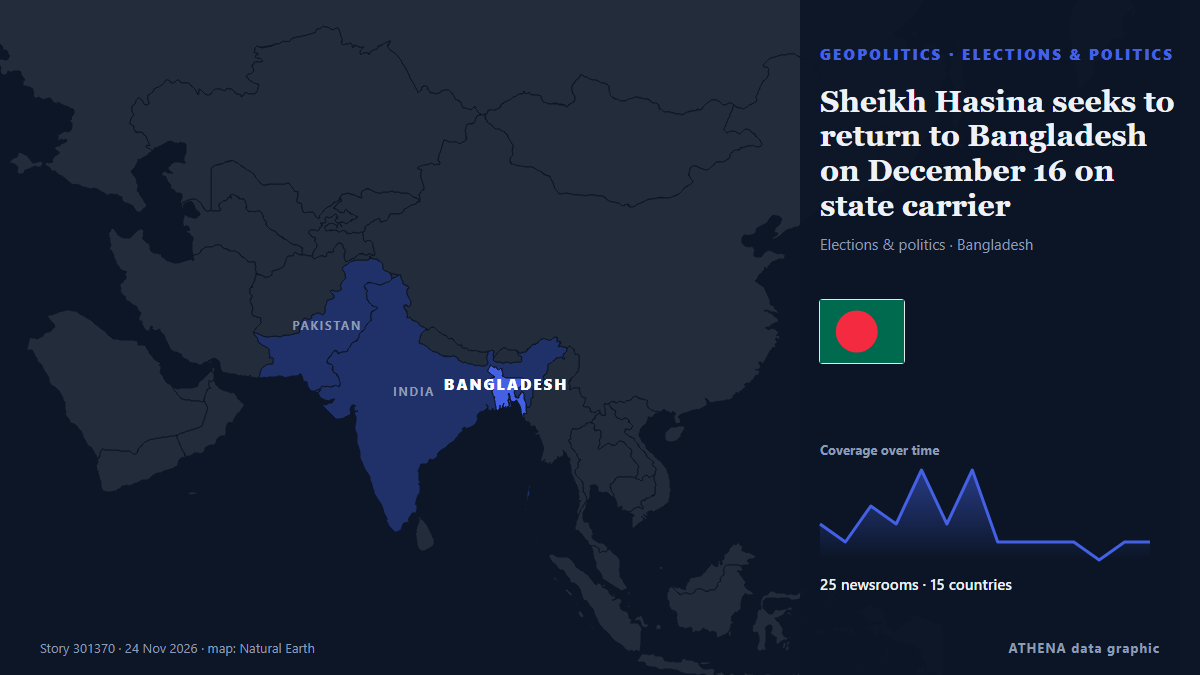 GEOPOLITICS · ELECTIONS & POLITICS
Sheikh Hasina seeks to
return to Bangladesh
on December 16 on
state carrier
Elections & politics · Bangladesh
PAKISTAN
INDIA
BANGLADESH
Coverage over time
25 newsrooms · 15 countries
Story 301370 · 24 Nov 2026 · map: Natural Earth
ATHENA data graphic